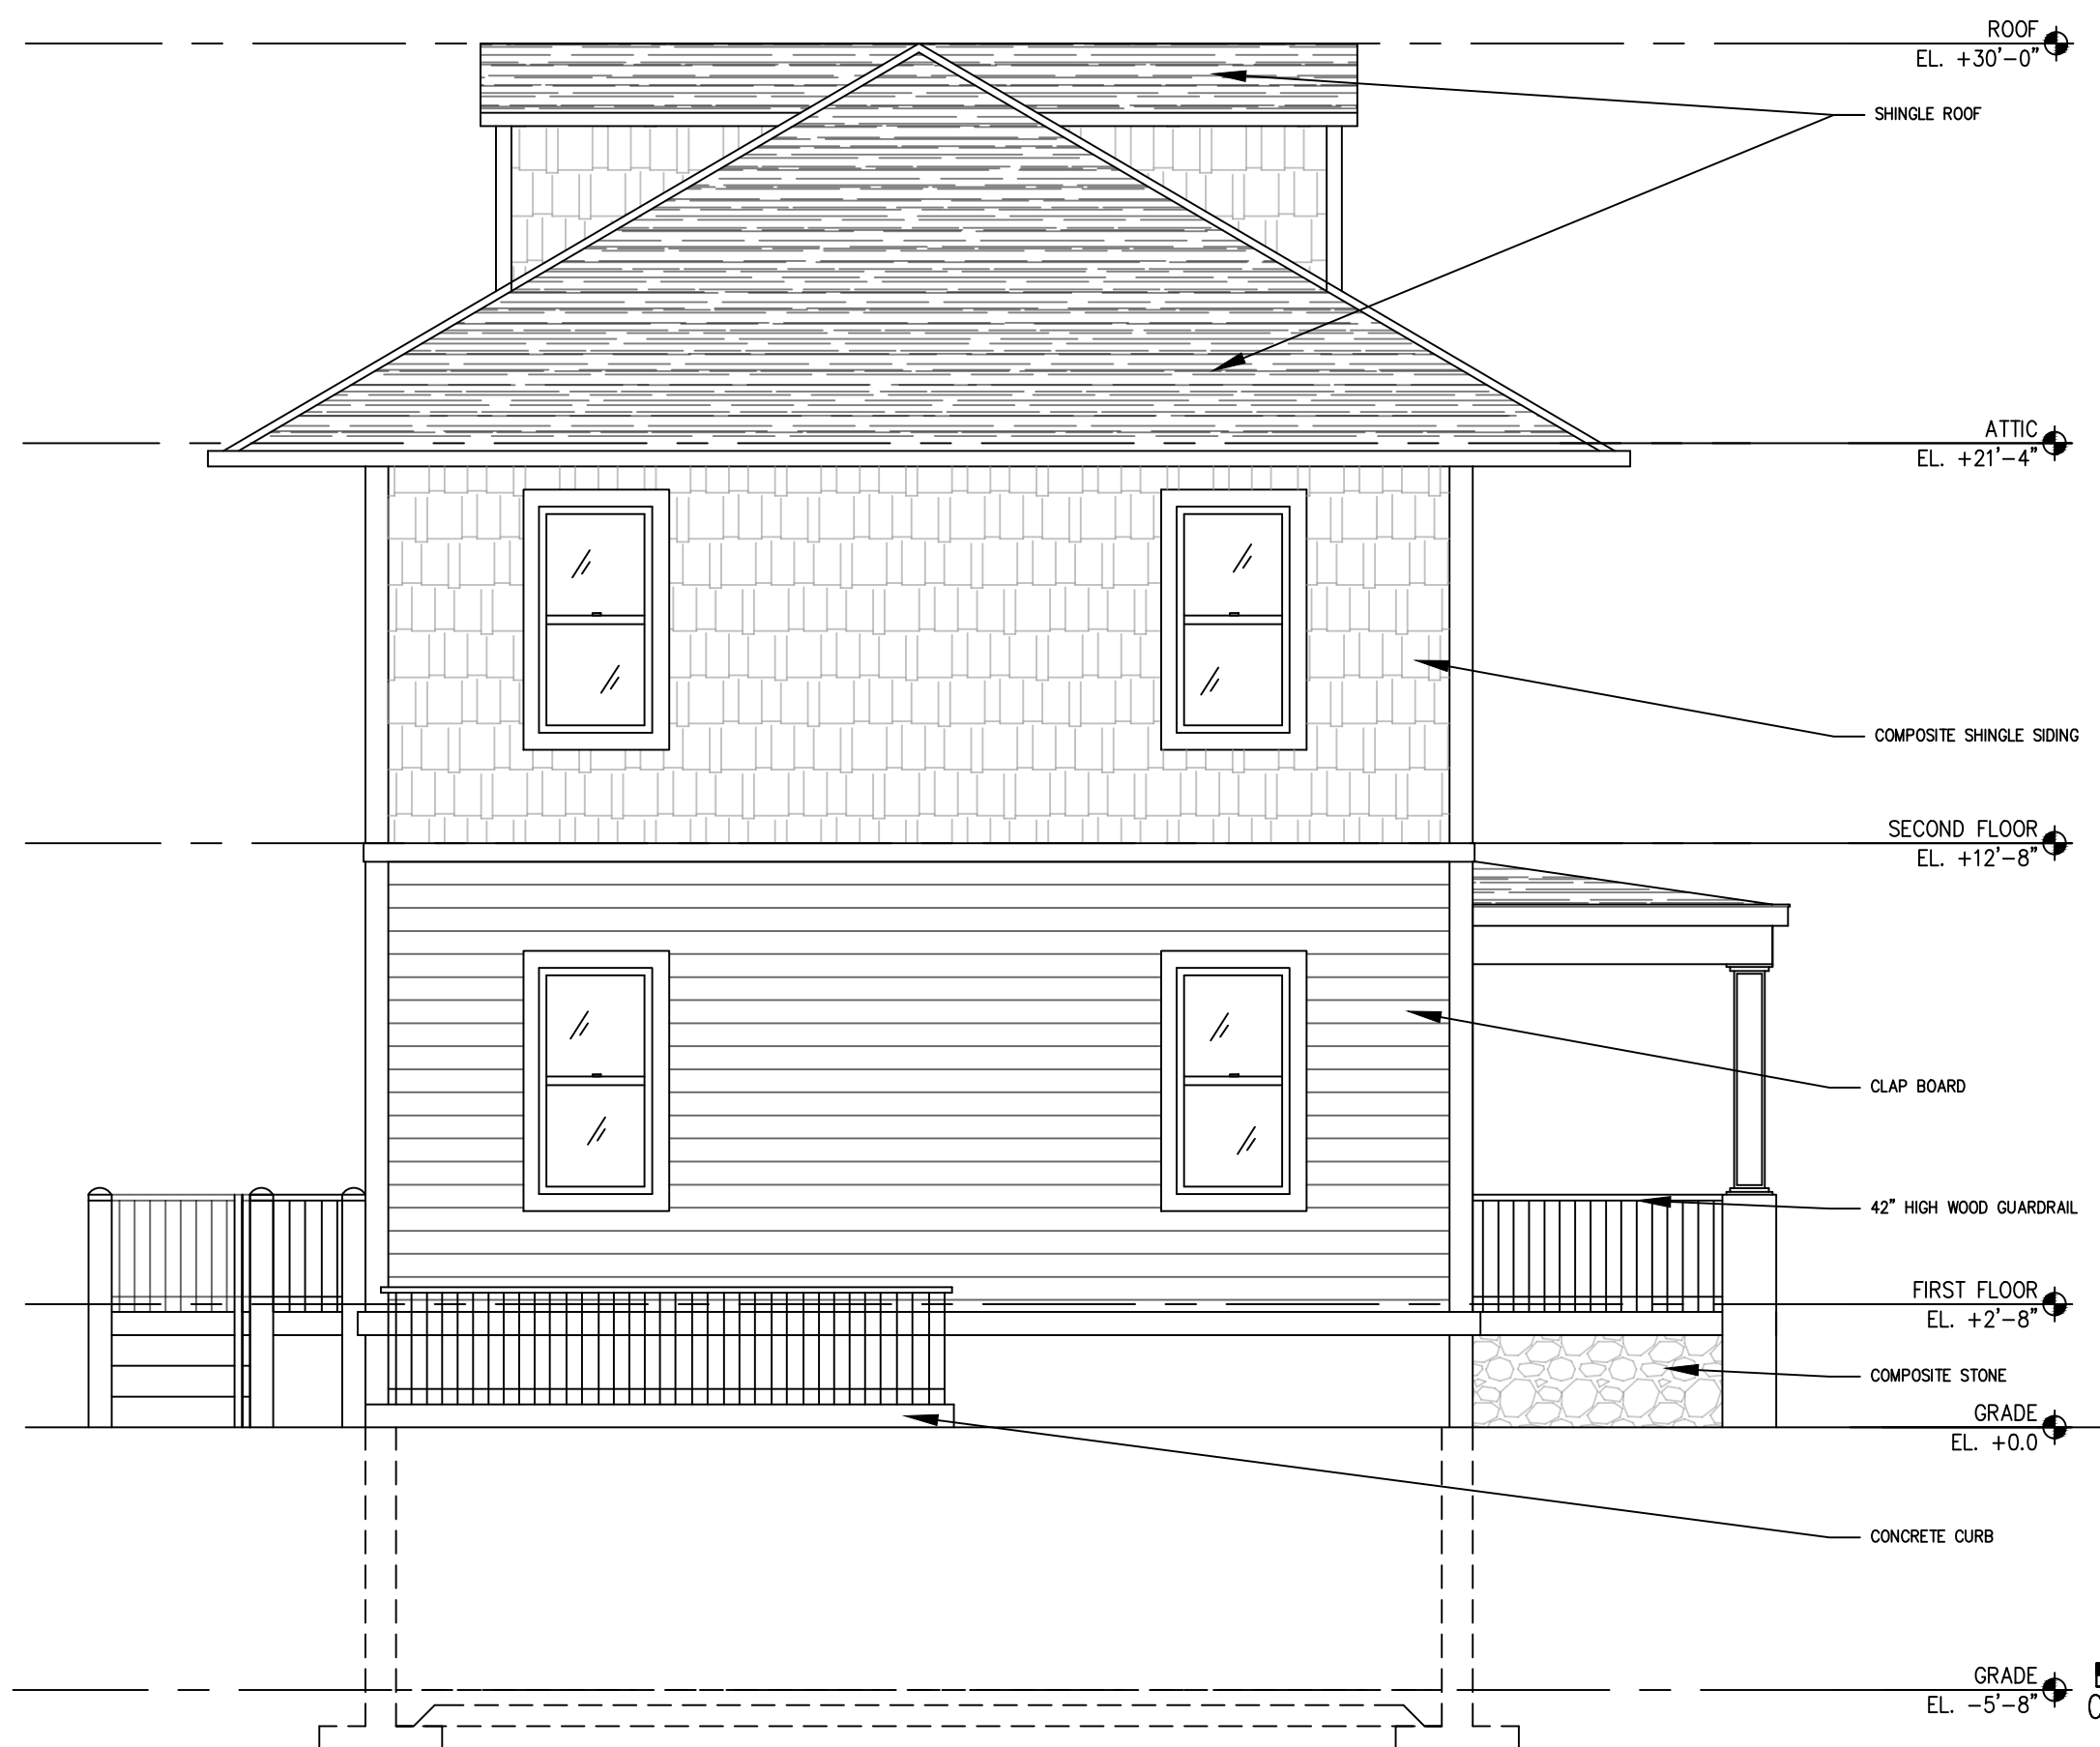 ROOF
EL. +30'-0"
SHINGLE ROOF
ATTIC
EL. +21'-4"
COMPOSITE SHINGLE SIDING
SECOND FLOOR
EL. +12'-8"
CLAP BOARD
42" HIGH WOOD GUARDRAIL
FIRST FLOOR
EL. +2'-8"
COMPOSITE STONE
GRADE
EL. +0.0
CONCRETE CURB
GRADE
EL. -5'-8"